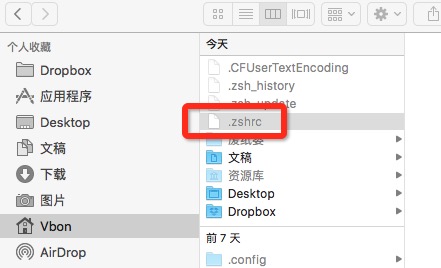 个人收藏
Dropbox
应用程序
Desktop
文稿
下载
图片
Vbon
AirDrop
今天
.CFUserTextEncoding
.zsh_history
.zsh_update
.zshrc
废纸篓
文稿
资源库
Desktop
Dropbox
前 7 天
.config